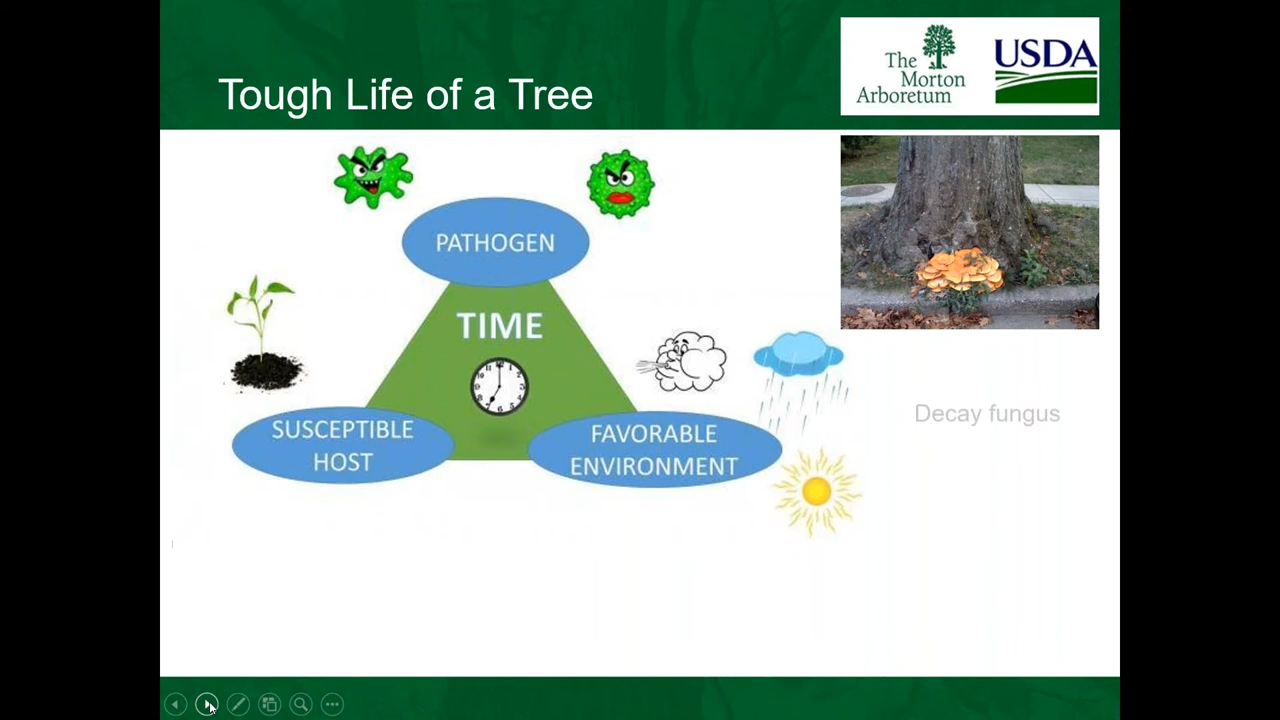 Tough Life of a Tree
The
Morton
Arboretum
USDA
PATHOGEN
TIME
SUSCEPTIBLE
HOST
FAVORABLE
ENVIRONMENT
Decay fungus